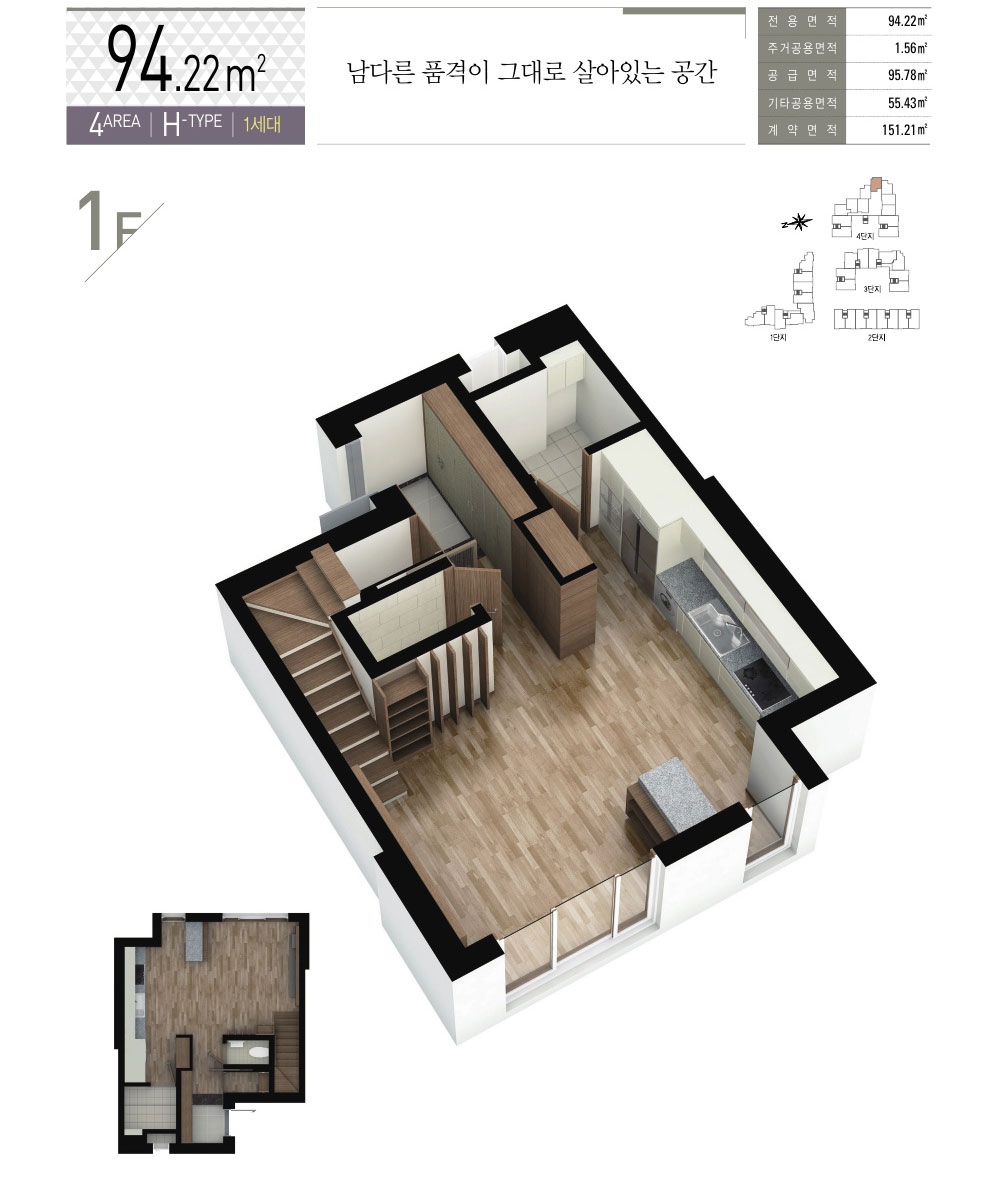 94.22m²
4AREA | H-TYPE | 1세대
남다른 품격이 그대로 살아있는 공간
전용면적 94.22㎡
주거공용면적 1.56㎡
공급면적 95.78㎡
기타공용면적 55.43㎡
계약면적 151.21㎡
1F
N
4단지
3단지
1단지
2단지